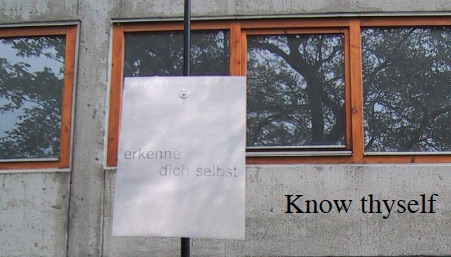 erkenne
dich selbst
Know thyself